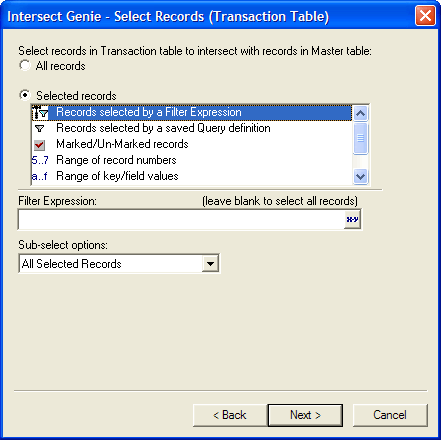 Intersect Genie - Select Records (Transaction Table)
Select records in Transaction table to intersect with records in Master table:
All records
Selected records
Records selected by a Filter Expression
Records selected by a saved Query definition
Marked/Un-Marked records
5..7 Range of record numbers
a..f Range of key/field values
Filter Expression: (leave blank to select all records)
x=y
Sub-select options:
All Selected Records
< Back Next > Cancel